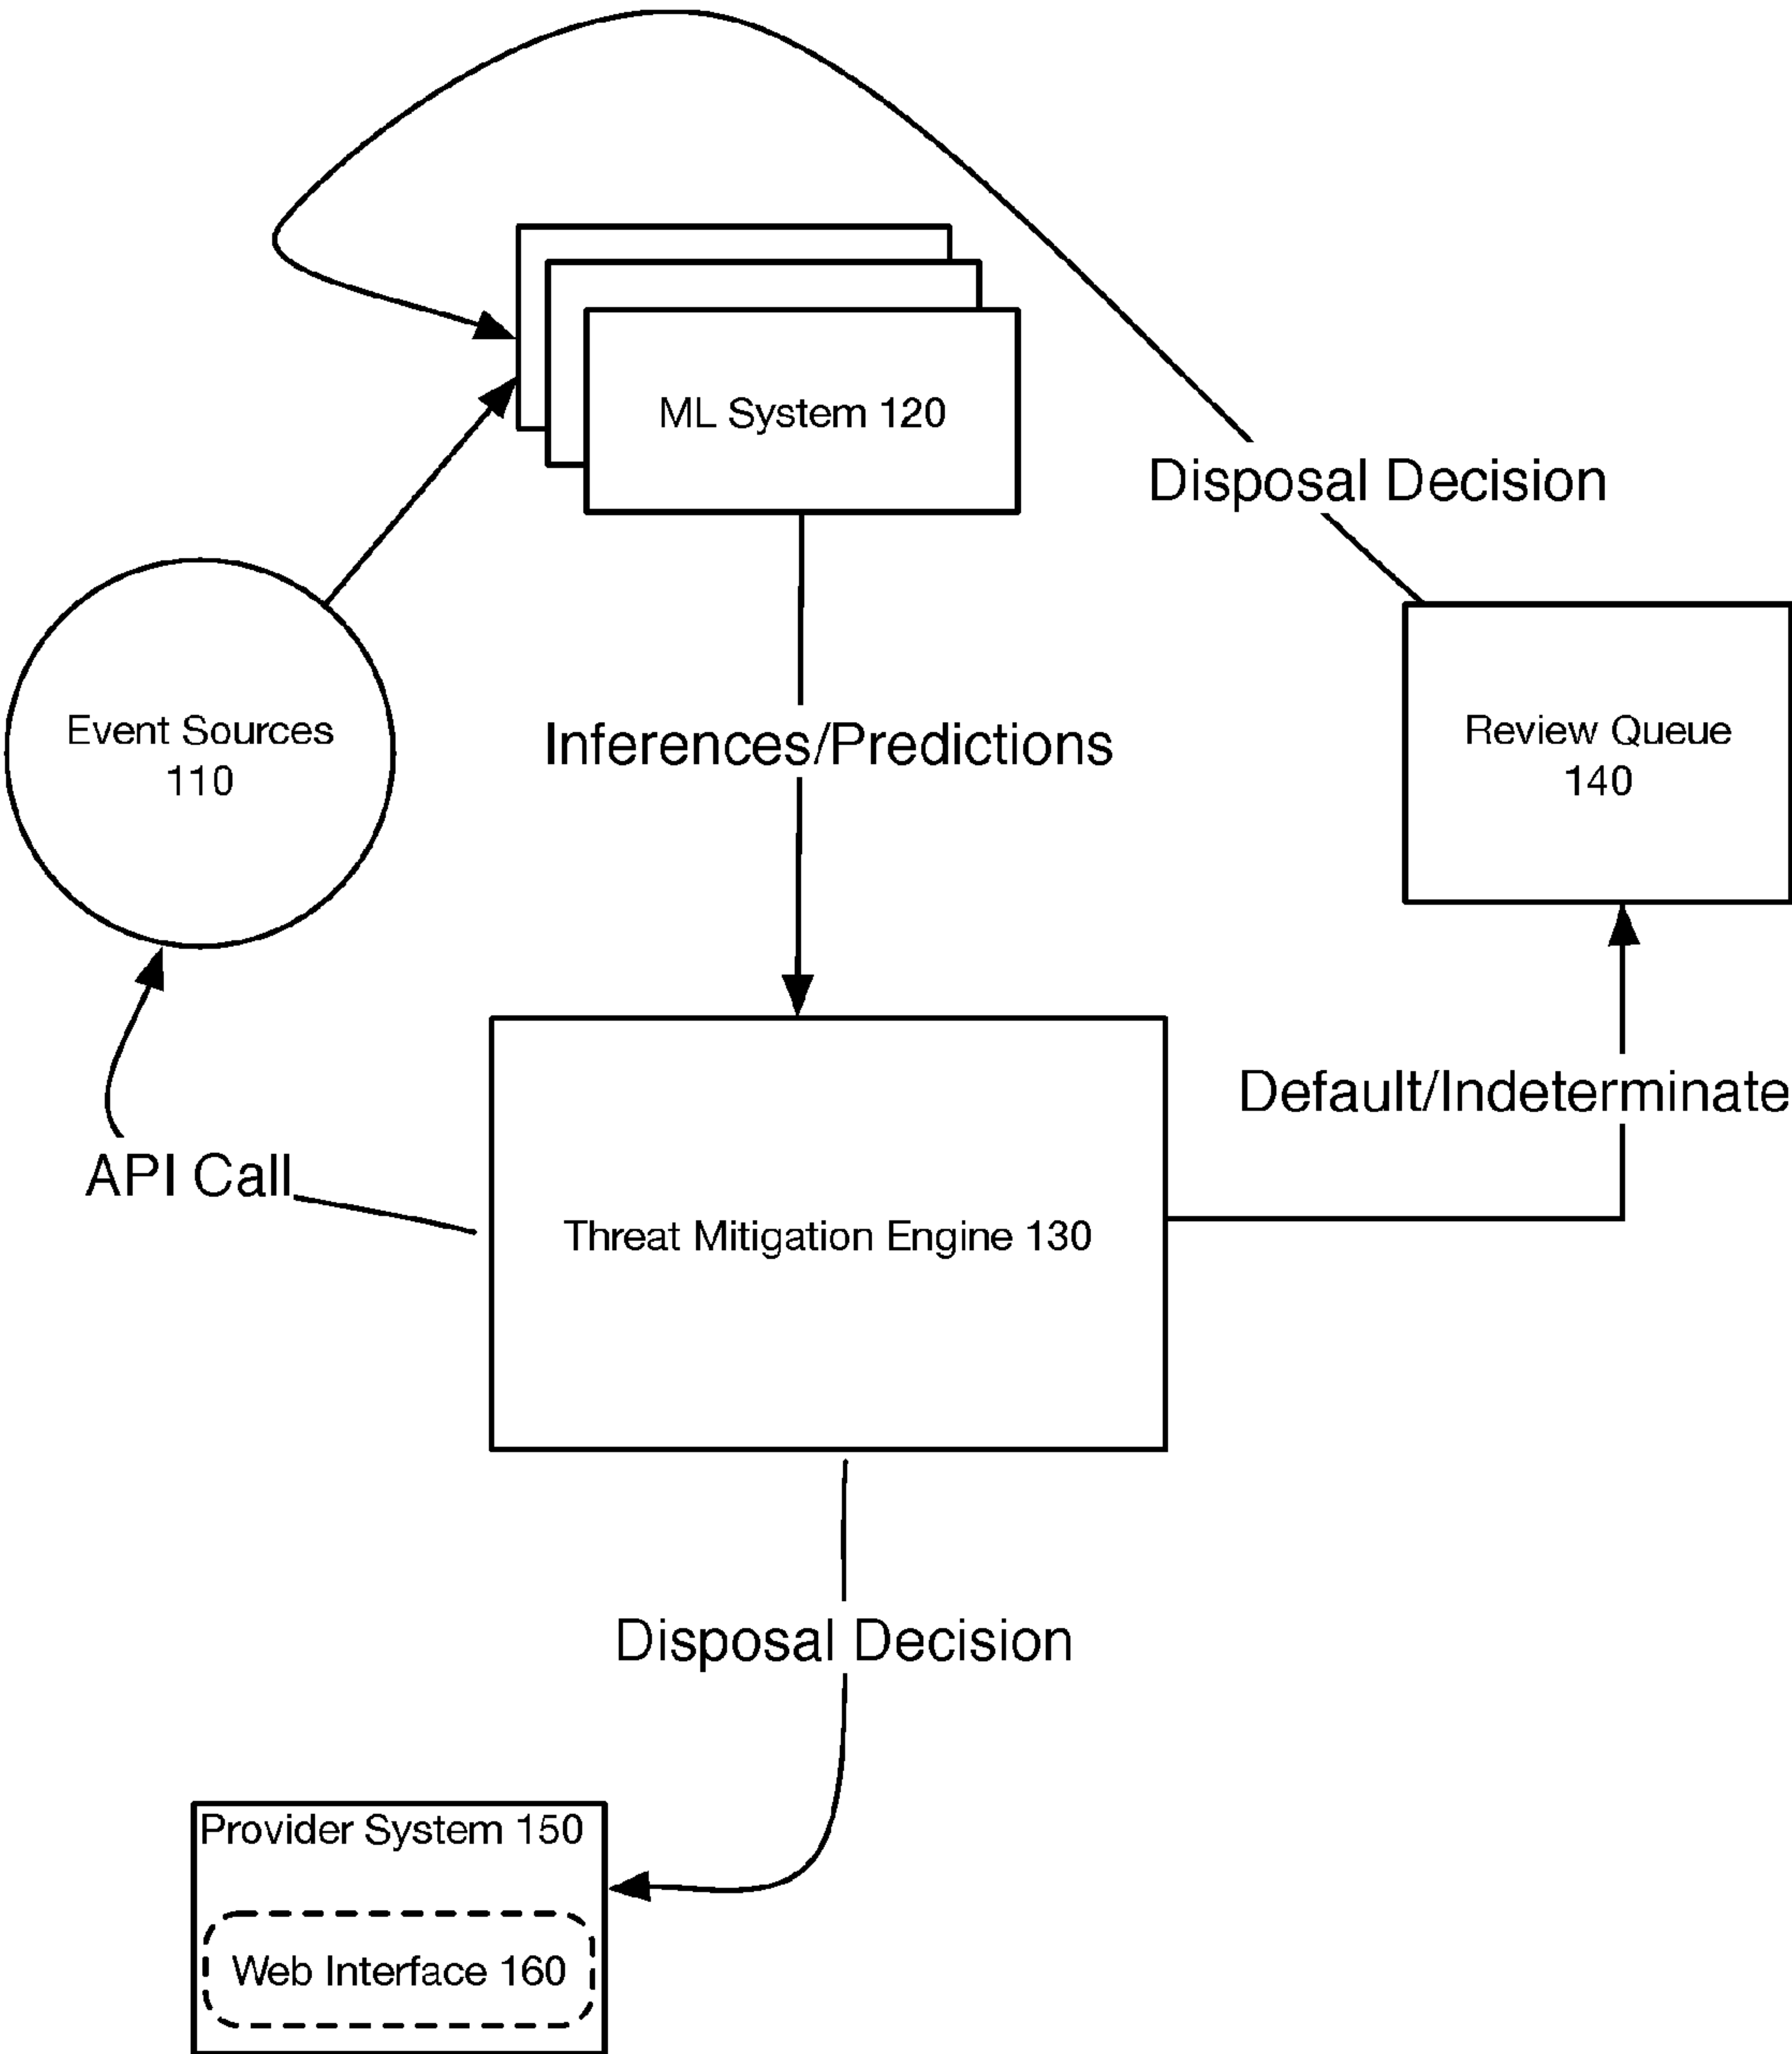 ML System 120
Disposal Decision
Event Sources
110
Inferences/Predictions
Review Queue
140
Default/Indeterminate
API Call
Threat Mitigation Engine 130
Disposal Decision
Provider System 150
Web Interface 160